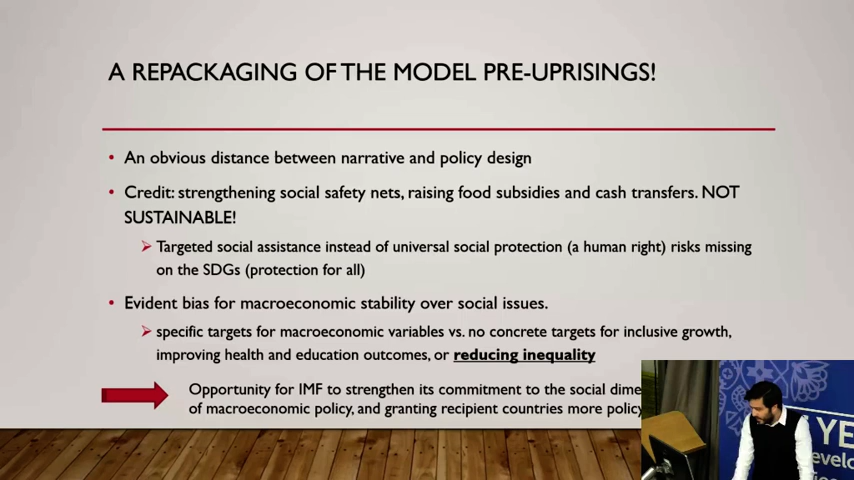 A REPACKAGING OF THE MODEL PRE-UPRISINGS!
• An obvious distance between narrative and policy design
• Credit: strengthening social safety nets, raising food subsidies and cash transfers. NOT
SUSTAINABLE!
➢ Targeted social assistance instead of universal social protection (a human right) risks missing
on the SDGs (protection for all)
• Evident bias for macroeconomic stability over social issues.
➢ specific targets for macroeconomic variables vs. no concrete targets for inclusive growth,
improving health and education outcomes, or reducing inequality
Opportunity for IMF to strengthen its commitment to the social
of macroeconomic policy, and granting recipient countries more policy